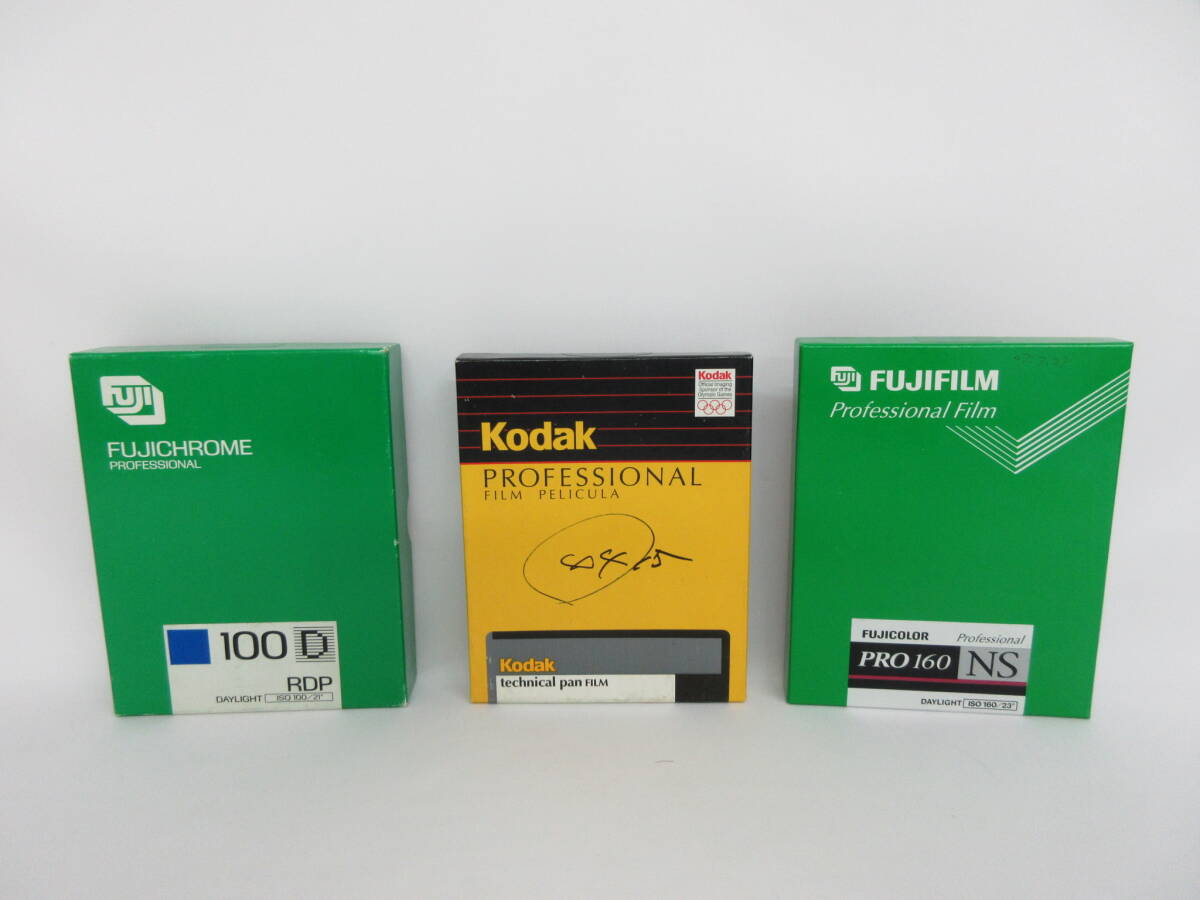 FUJI
FUJICHROME
PROFESSIONAL
100 D
RDP
DAYLIGHT ISO 100/21°
Kodak
Official Imaging
Sponsor of the
Olympic Games
Kodak
PROFESSIONAL
FILM PELICULA
Kodak
technical pan FILM
FUJI FUJIFILM
Professional Film
FUJICOLOR Professional
PRO 160 NS
DAYLIGHT ISO 160/23°